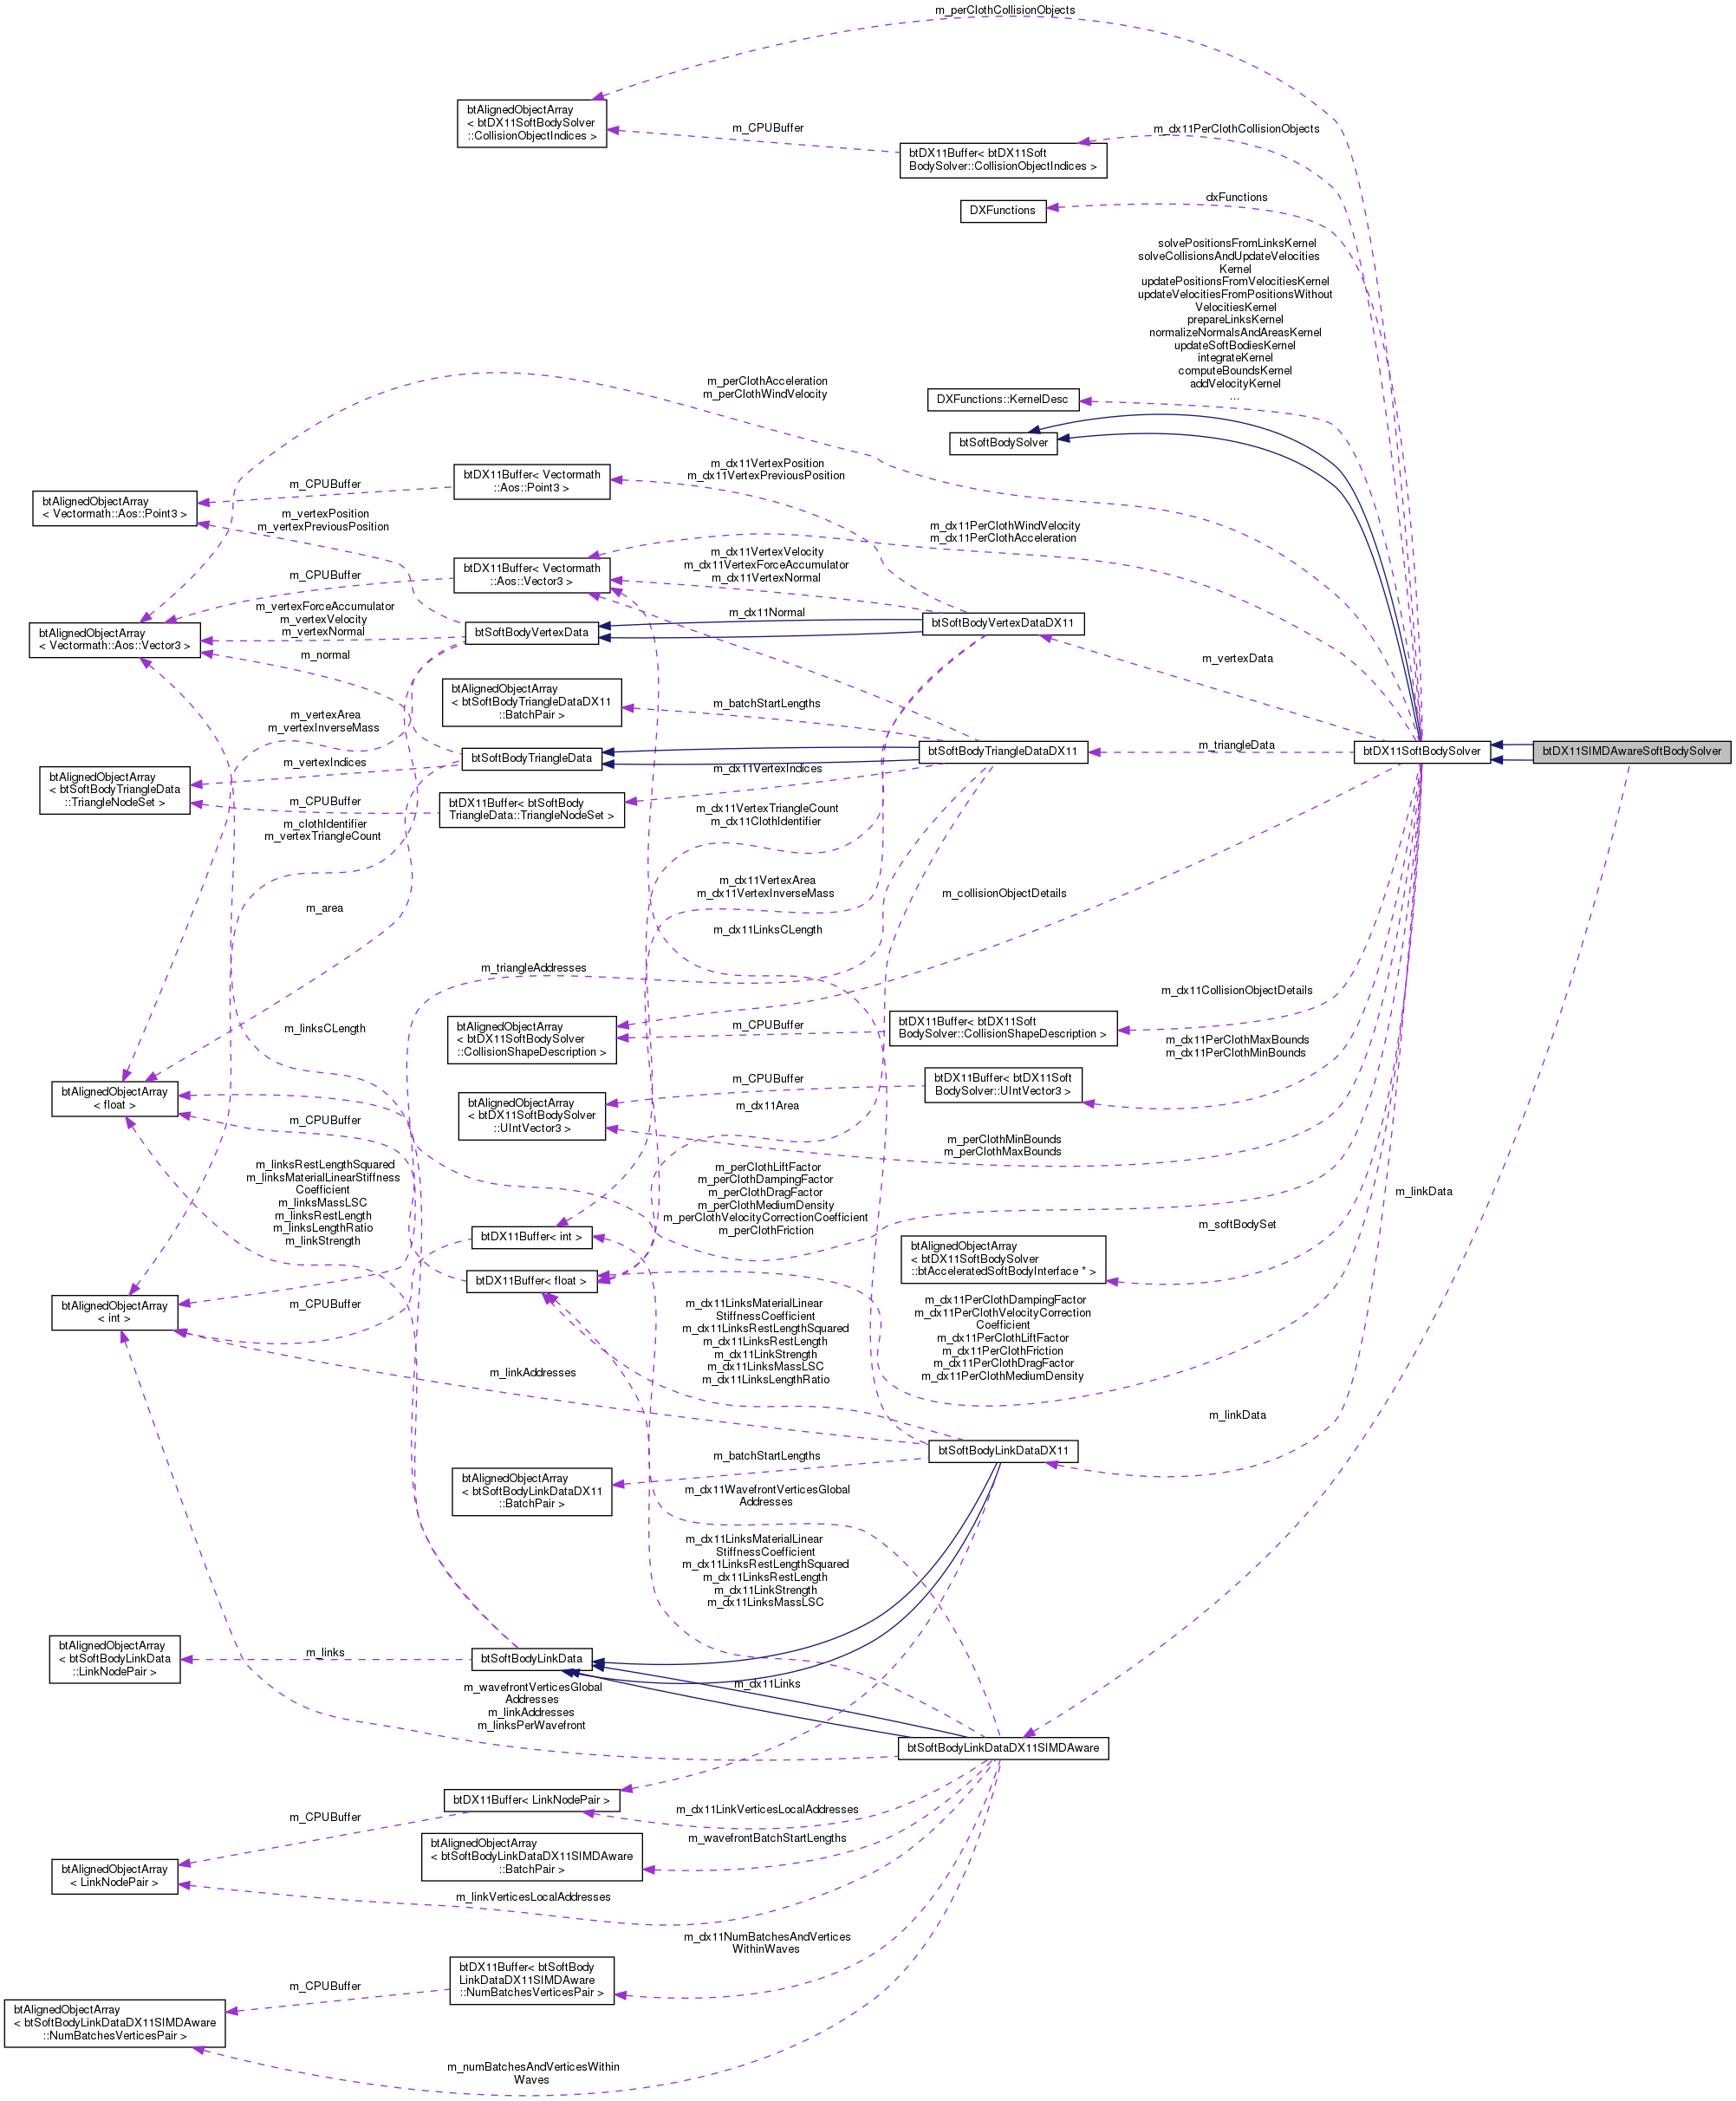 m_perClothCollisionObjects
btAlignedObjectArray
< btDX11SoftBodySolver
::CollisionObjectIndices >
m_CPUBuffer
m_dx11PerClothCollisionObjects
btDX11Buffer< btDX11Soft
BodySolver::CollisionObjectIndices >
dxFunctions
DXFunctions
solvePositionsFromLinksKernel
solveCollisionsAndUpdateVelocities
Kernel
updatePositionsFromVelocitiesKernel
updateVelocitiesFromPositionsWithout
VelocitiesKernel
prepareLinksKernel
normalizeNormalsAndAreasKernel
updateSoftBodiesKernel
integrateKernel
computeBoundsKernel
addVelocityKernel
...
m_perClothAcceleration
m_perClothWindVelocity
DXFunctions::KernelDesc
btSoftBodySolver
m_dx11VertexPosition
m_dx11VertexPreviousPosition
btDX11Buffer< Vectormath
::Aos::Point3 >
m_CPUBuffer
btAlignedObjectArray
< Vectormath::Aos::Point3 >
m_vertexPosition
m_vertexPreviousPosition
m_dx11PerClothWindVelocity
m_dx11PerClothAcceleration
m_dx11VertexVelocity
m_dx11VertexForceAccumulator
m_dx11VertexNormal
btDX11Buffer< Vectormath
::Aos::Vector3 >
m_CPUBuffer
m_vertexForceAccumulator
m_vertexVelocity
m_vertexNormal
btAlignedObjectArray
< Vectormath::Aos::Vector3 >
m_dx11Normal
btSoftBodyVertexData
btSoftBodyVertexDataDX11
m_normal
m_vertexData
btAlignedObjectArray
< btSoftBodyTriangleDataDX11
::BatchPair >
m_batchStartLengths
m_vertexArea
m_vertexInverseMass
btSoftBodyTriangleData
btSoftBodyTriangleDataDX11
m_triangleData
btDX11SoftBodySolver
btDX11SIMDAwareSoftBodySolver
m_vertexIndices
m_dx11VertexIndices
btAlignedObjectArray
< btSoftBodyTriangleData
::TriangleNodeSet >
m_CPUBuffer
btDX11Buffer< btSoftBody
TriangleData::TriangleNodeSet >
m_clothIdentifier
m_vertexTriangleCount
m_dx11VertexTriangleCount
m_dx11ClothIdentifier
m_dx11VertexArea
m_dx11VertexInverseMass
m_collisionObjectDetails
m_area
m_dx11LinksCLength
m_triangleAddresses
m_dx11CollisionObjectDetails
m_linksCLength
btAlignedObjectArray
< btDX11SoftBodySolver
::CollisionShapeDescription >
m_CPUBuffer
btDX11Buffer< btDX11Soft
BodySolver::CollisionShapeDescription >
m_dx11PerClothMaxBounds
m_dx11PerClothMinBounds
btAlignedObjectArray
< float >
m_CPUBuffer
btDX11Buffer< btDX11Soft
BodySolver::UIntVector3 >
btAlignedObjectArray
< btDX11SoftBodySolver
::UIntVector3 >
m_dx11Area
m_CPUBuffer
m_perClothMinBounds
m_perClothMaxBounds
m_linksRestLengthSquared
m_linksMaterialLinearStiffness
Coefficient
m_linksMassLSC
m_linksRestLength
m_linksLengthRatio
m_linkStrength
m_perClothLiftFactor
m_perClothDampingFactor
m_perClothDragFactor
m_perClothMediumDensity
m_perClothVelocityCorrectionCoefficient
m_perClothFriction
m_linkData
m_softBodySet
btDX11Buffer< int >
btAlignedObjectArray
< btDX11SoftBodySolver
::btAcceleratedSoftBodyInterface * >
btDX11Buffer< float >
btAlignedObjectArray
< int >
m_CPUBuffer
m_dx11LinksMaterialLinear
StiffnessCoefficient
m_dx11LinksRestLengthSquared
m_dx11LinksRestLength
m_dx11LinkStrength
m_dx11LinksMassLSC
m_dx11LinksLengthRatio
m_dx11PerClothDampingFactor
m_dx11PerClothVelocityCorrection
Coefficient
m_dx11PerClothLiftFactor
m_dx11PerClothFriction
m_dx11PerClothDragFactor
m_dx11PerClothMediumDensity
m_linkAddresses
m_linkData
btSoftBodyLinkDataDX11
m_batchStartLengths
btAlignedObjectArray
< btSoftBodyLinkDataDX11
::BatchPair >
m_dx11WavefrontVerticesGlobal
Addresses
m_dx11LinksMaterialLinear
StiffnessCoefficient
m_dx11LinksRestLengthSquared
m_dx11LinksRestLength
m_dx11LinkStrength
m_dx11LinksMassLSC
btAlignedObjectArray
< btSoftBodyLinkData
::LinkNodePair >
m_links
btSoftBodyLinkData
m_dx11Links
m_wavefrontVerticesGlobal
Addresses
m_linkAddresses
m_linksPerWavefront
btSoftBodyLinkDataDX11SIMDAware
btDX11Buffer< LinkNodePair >
m_dx11LinkVerticesLocalAddresses
m_CPUBuffer
btAlignedObjectArray
< btSoftBodyLinkDataDX11SIMDAware
::BatchPair >
m_wavefrontBatchStartLengths
btAlignedObjectArray
< LinkNodePair >
m_linkVerticesLocalAddresses
m_dx11NumBatchesAndVertices
WithinWaves
btDX11Buffer< btSoftBody
LinkDataDX11SIMDAware
::NumBatchesVerticesPair >
m_CPUBuffer
btAlignedObjectArray
< btSoftBodyLinkDataDX11SIMDAware
::NumBatchesVerticesPair >
m_numBatchesAndVerticesWithin
Waves